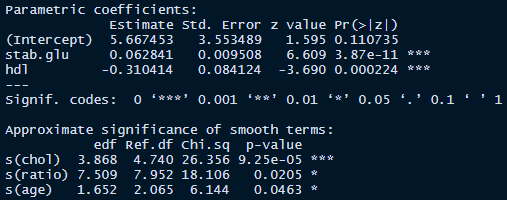 Parametric coefficients:
Estimate Std. Error z value Pr(>|z|)
(Intercept) 5.667453 3.553489 1.595 0.110735
stab.glu 0.062841 0.009508 6.609 3.87e-11 ***
hdl -0.310414 0.084124 -3.690 0.000224 ***
---
Signif. codes: 0 ‘***’ 0.001 ‘**’ 0.01 ‘*’ 0.05 ‘.’ 0.1 ‘ ’ 1
Approximate significance of smooth terms:
edf Ref.df Chi.sq p-value
s(chol) 3.868 4.740 26.356 9.25e-05 ***
s(ratio) 7.509 7.952 18.106 0.0205 *
s(age) 1.652 2.065 6.144 0.0463 *